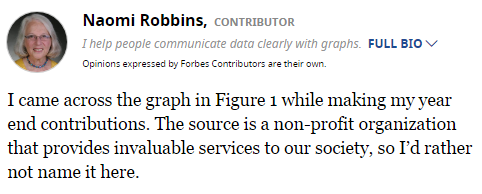 Naomi Robbins, CONTRIBUTOR
I help people communicate data clearly with graphs. FULL BIO
Opinions expressed by Forbes Contributors are their own.
I came across the graph in Figure 1 while making my year
end contributions. The source is a non-profit organization
that provides invaluable services to our society, so I’d rather
not name it here.